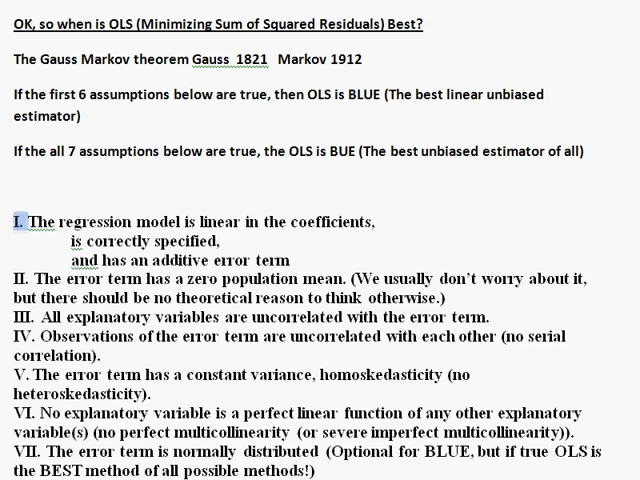 OK, so when is OLS (Minimizing Sum of Squared Residuals) Best?
The Gauss Markov theorem Gauss 1821 Markov 1912
If the first 6 assumptions below are true, then OLS is BLUE (The best linear unbiased
estimator)
If the all 7 assumptions below are true, the OLS is BUE (The best unbiased estimator of all)
I. The regression model is linear in the coefficients,
is correctly specified,
and has an additive error term
II. The error term has a zero population mean. (We usually don’t worry about it,
but there should be no theoretical reason to think otherwise.)
III. All explanatory variables are uncorrelated with the error term.
IV. Observations of the error term are uncorrelated with each other (no serial
correlation).
V. The error term has a constant variance, homoskedasticity (no
heteroskedasticity).
VI. No explanatory variable is a perfect linear function of any other explanatory
variable(s) (no perfect multicollinearity (or severe imperfect multicollinearity)).
VII. The error term is normally distributed (Optional for BLUE, but if true OLS is
the BEST method of all possible methods!)